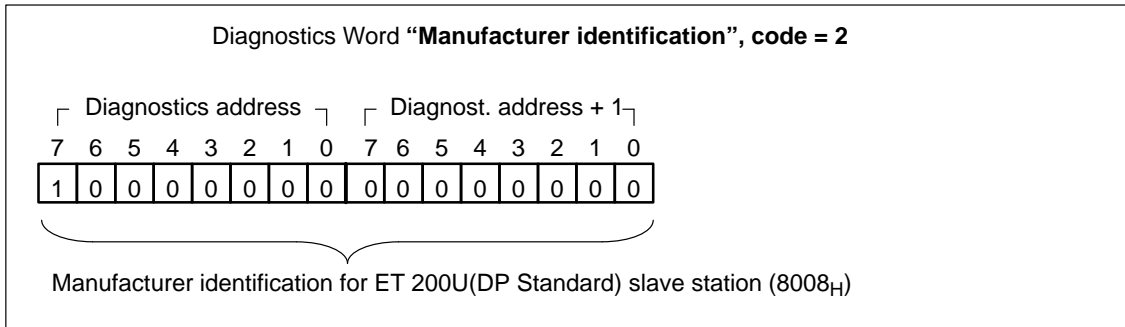 Diagnostics Word “Manufacturer identification”, code = 2
Diagnostics address Diagnost. address + 1
7 6 5 4 3 2 1 0 7 6 5 4 3 2 1 0
1 0 0 0 0 0 0 0 0 0 0 0 0 0 0 0
Manufacturer identification for ET 200U(DP Standard) slave station (8008H)